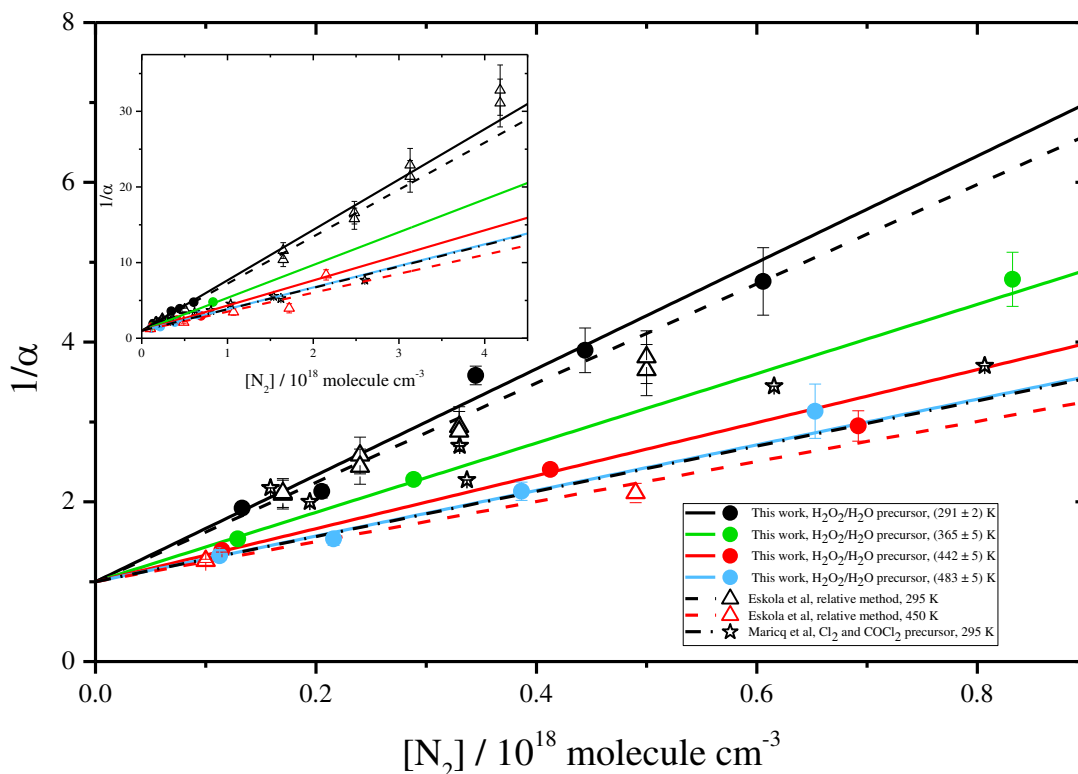 8
6
4
2
0
1/α
0.0 0.2 0.4 0.6 0.8
[N₂] / 10¹⁸ molecule cm⁻³
30
20
10
0
1/α
0 1 2 3 4
[N₂] / 10¹⁸ molecule cm⁻³
This work, H₂O₂/H₂O precursor, (291 ± 2) K
This work, H₂O₂/H₂O precursor, (365 ± 5) K
This work, H₂O₂/H₂O precursor, (442 ± 5) K
This work, H₂O₂/H₂O precursor, (483 ± 5) K
Eskola et al, relative method, 295 K
Eskola et al, relative method, 450 K
Maricq et al, Cl₂ and COCl₂ precursor, 295 K